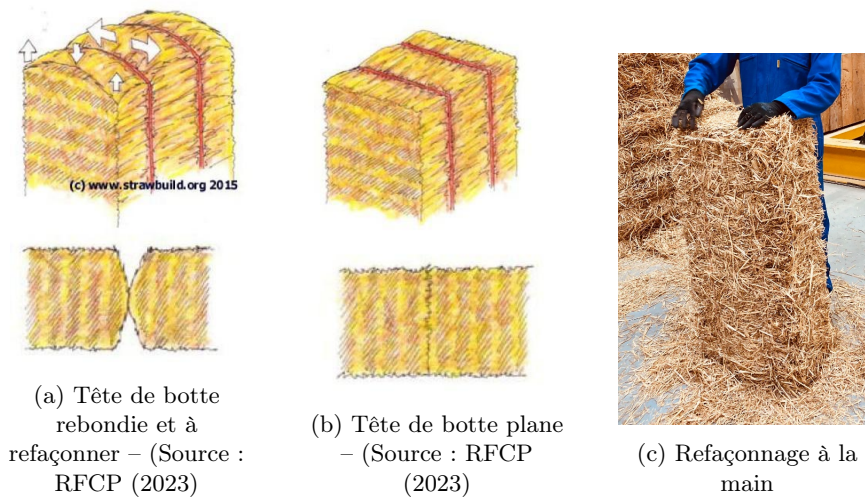 (c) www.strawbuild.org 2015
(a) Tête de botte
rebondie et à
refaçonner – (Source :
RFCP (2023)
(b) Tête de botte plane
– (Source : RFCP
(2023)
(c) Refaçonnage à la
main